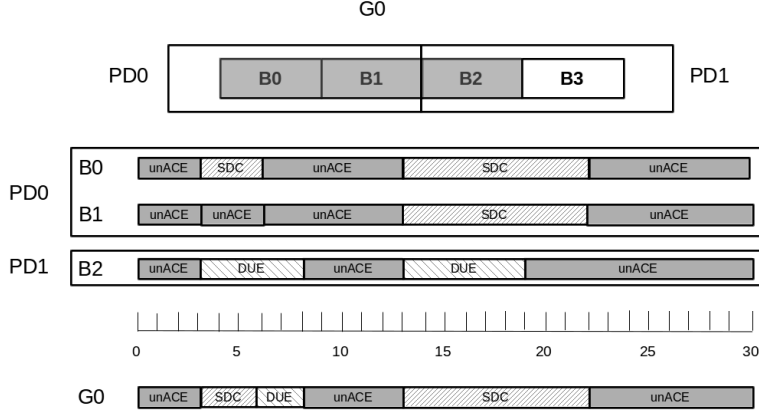 G0
PD0 B0 B1 B2 B3 PD1
B0 unACE SDC unACE SDC unACE
PD0
B1 unACE unACE unACE SDC unACE
PD1 B2 unACE DUE unACE DUE unACE
0 5 10 15 20 25 30
G0 unACE SDC DUE unACE SDC unACE